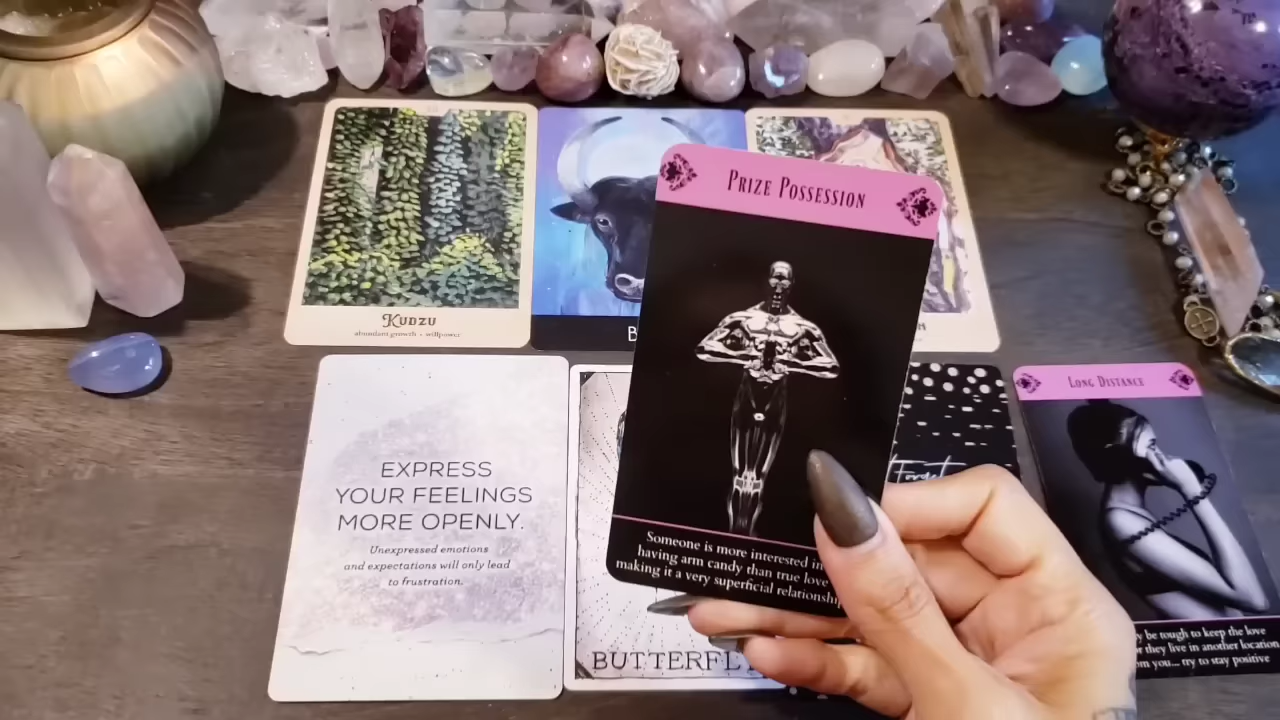 KUDZU
abundant growth • willpower
B
PRIZE POSSESSION
Someone is more interested in
having arm candy than true love
making it a very superficial relationship
EXPRESS
YOUR FEELINGS
MORE OPENLY.
Unexpressed emotions
and expectations will only lead
to frustration.
BUTTERFL
Forget
LONG DISTANCE
be tough to keep the love
they live in another location
you... try to stay positive